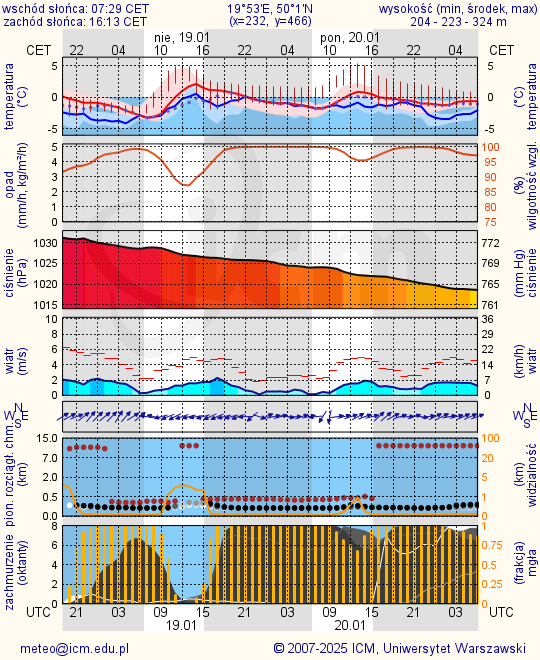 wschód słońca: 07:29 CET
19°53'E, 50°1'N
wysokość (min, środek, max)
zachód słońca: 16:13 CET
(x=232, y=466)
204 - 223 - 324 m
nie, 19.01
pon, 20.01
CET 22 04 10 16 22 04 10 16 22 04 CET
temperatura (°C)
5 0 -5
5 0 -5
temperatura (°C)
opad (mm/h, kg/m²/h)
5 4 3 2 1 0
100 95 90 85 80 75
wilgotność wzgl. (%)
ciśnienie (hPa)
1030 1025 1020 1015
772 769 765 761
ciśnienie (mm Hg)
wiatr (m/s)
10 8 6 4 2 0
36 29 22 14 7 0
wiatr (km/h)
N W E S
N W E S
pion. rozciągł. chm. (km)
15.0 7.0 2.0 0.5 0.0
100 20 5 1 0
widzialność (km)
zachmurzenie (oktanty)
8 6 4 2 0
1 0.75 0.5 0.25 0
mgła (frakcja)
UTC 21 03 09 15 21 03 09 15 21 03 UTC
19.01
20.01
meteo@icm.edu.pl
© 2007-2025 ICM, Uniwersytet Warszawski